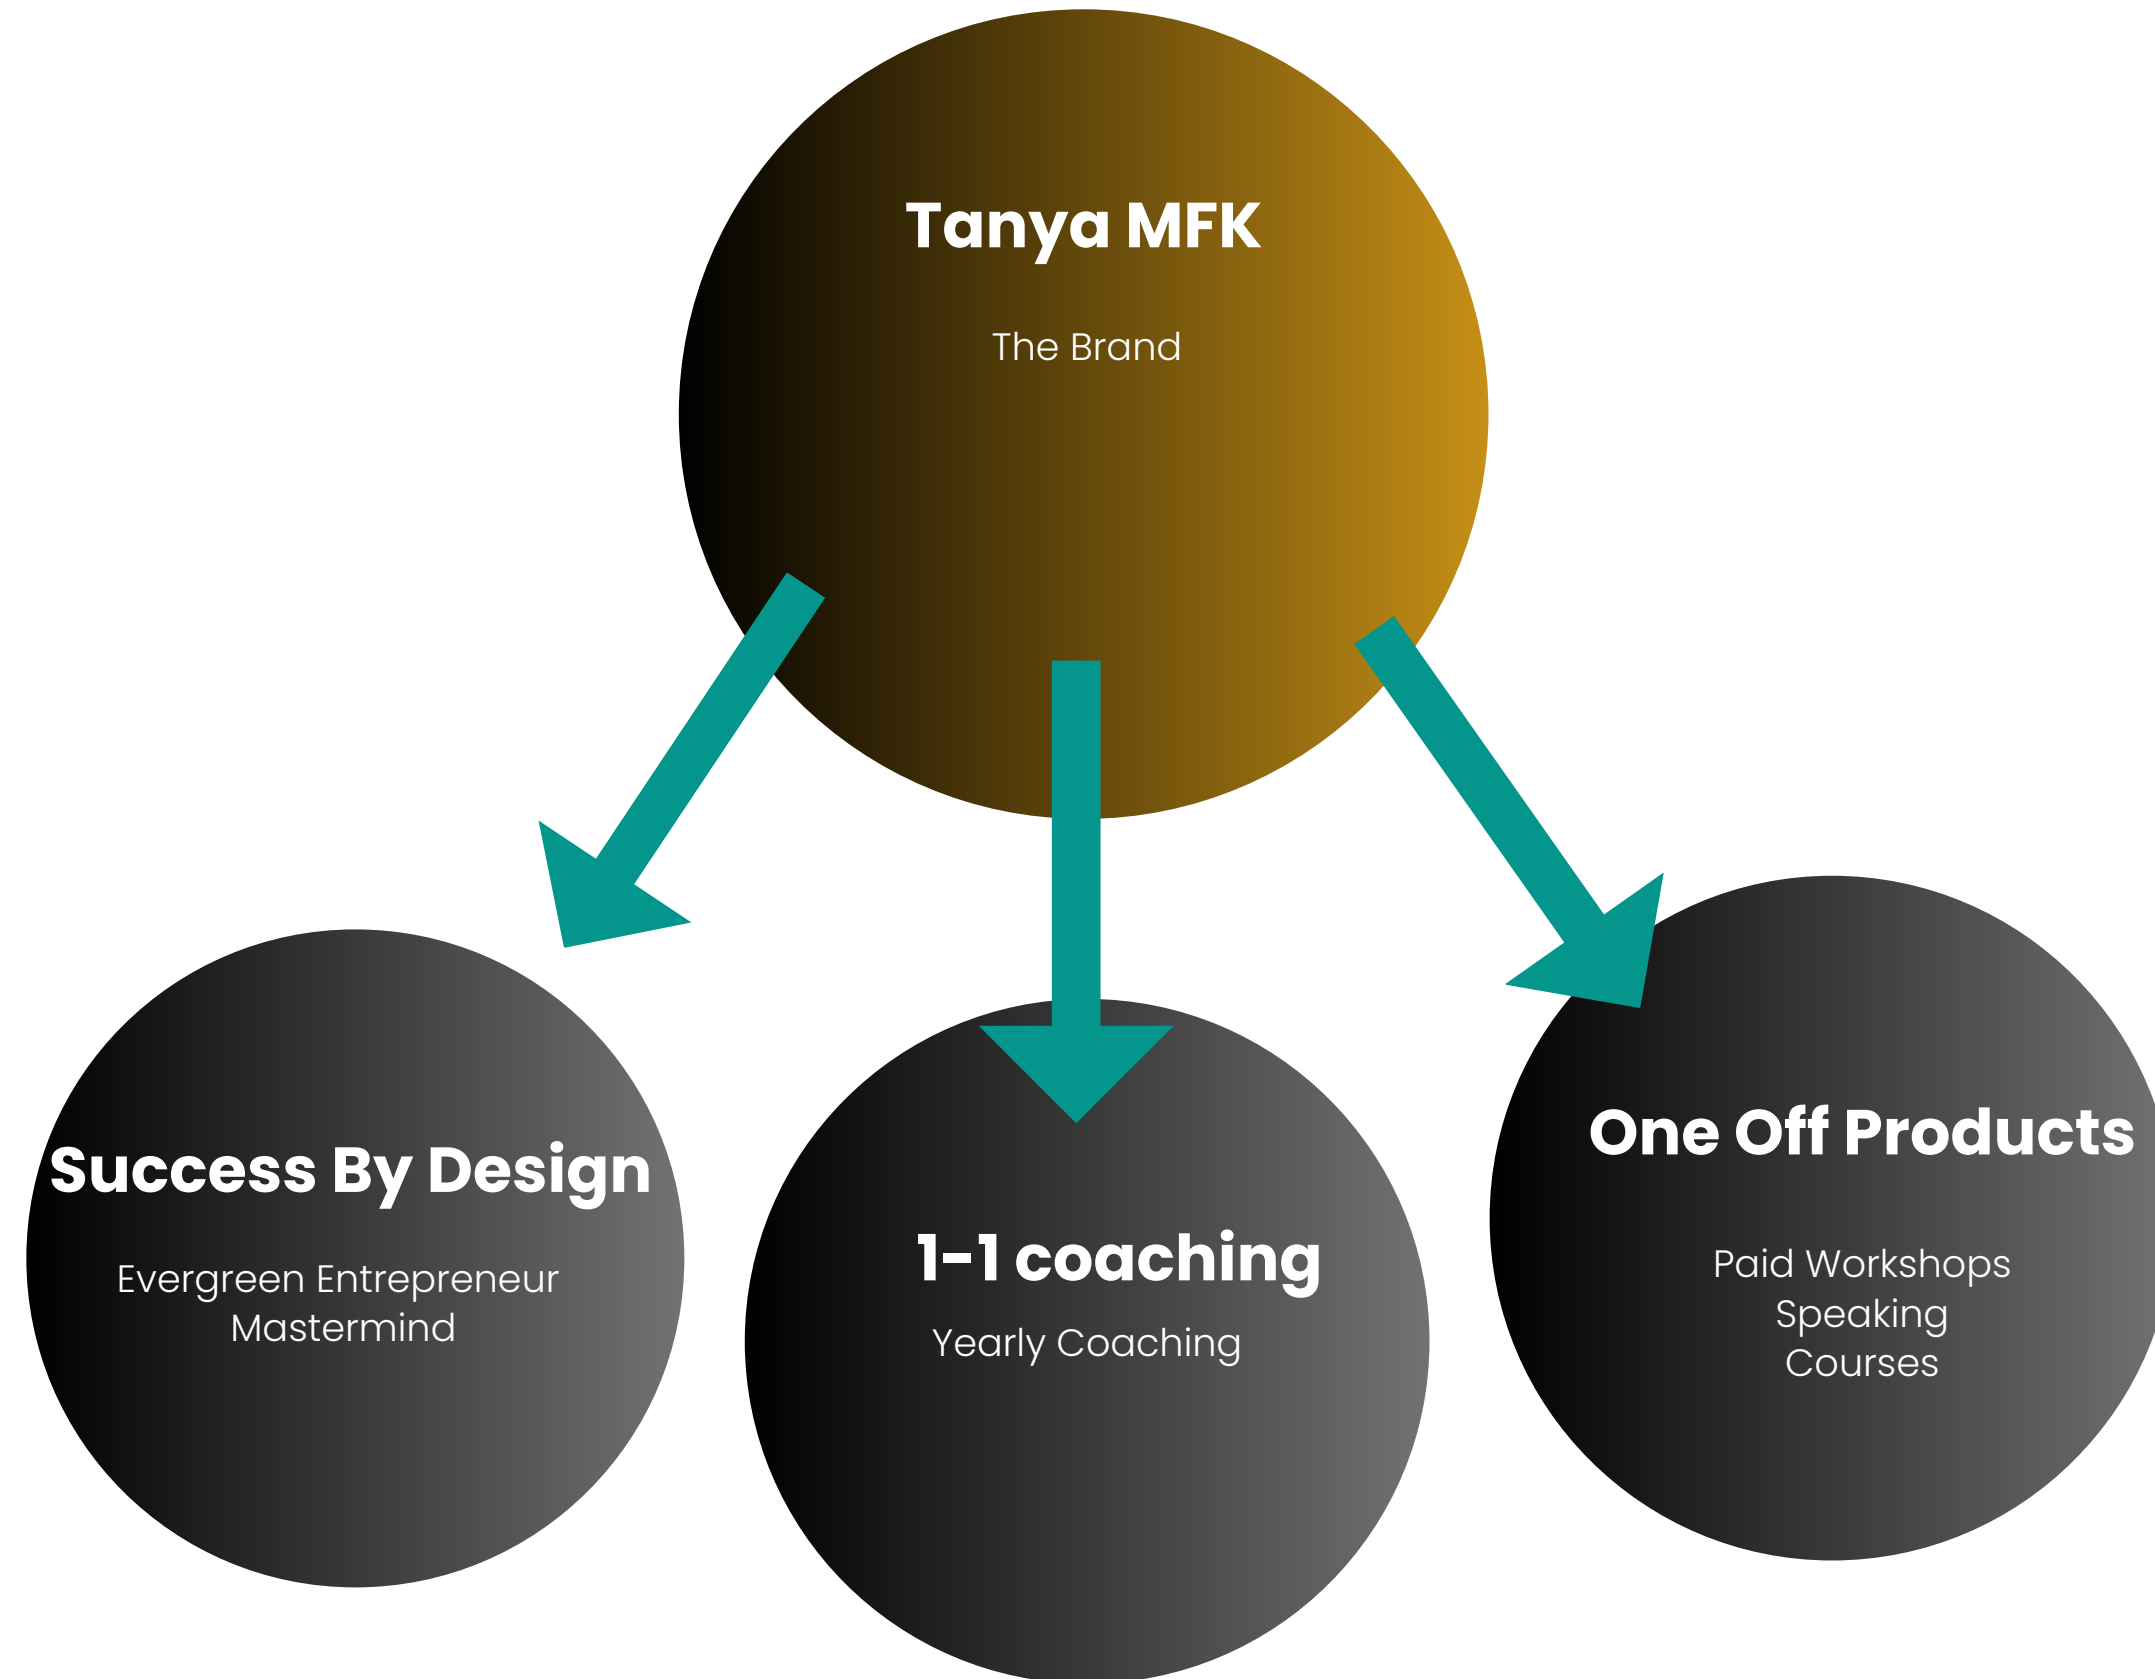 Tanya MFK
The Brand
Success By Design
Evergreen Entrepreneur
Mastermind
1-1 coaching
Yearly Coaching
One Off Products
Paid Workshops
Speaking
Courses